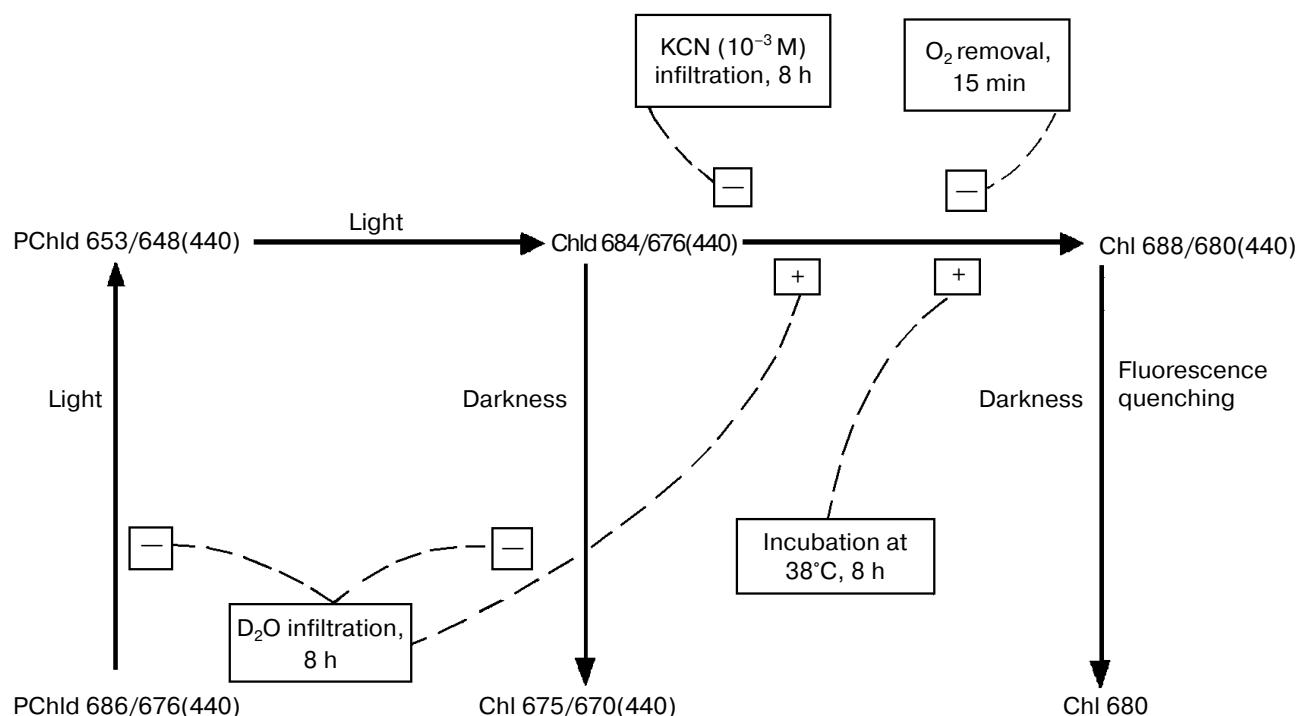 KCN (10⁻³ M)
infiltration, 8 h
O₂ removal,
15 min
—
—
Light
PChld 653/648(440)
Chld 684/676(440)
Chl 688/680(440)
+
+
Light
Darkness
Darkness
Fluorescence
quenching
—
—
Incubation at
38°C, 8 h
D₂O infiltration,
8 h
PChld 686/676(440)
Chl 675/670(440)
Chl 680